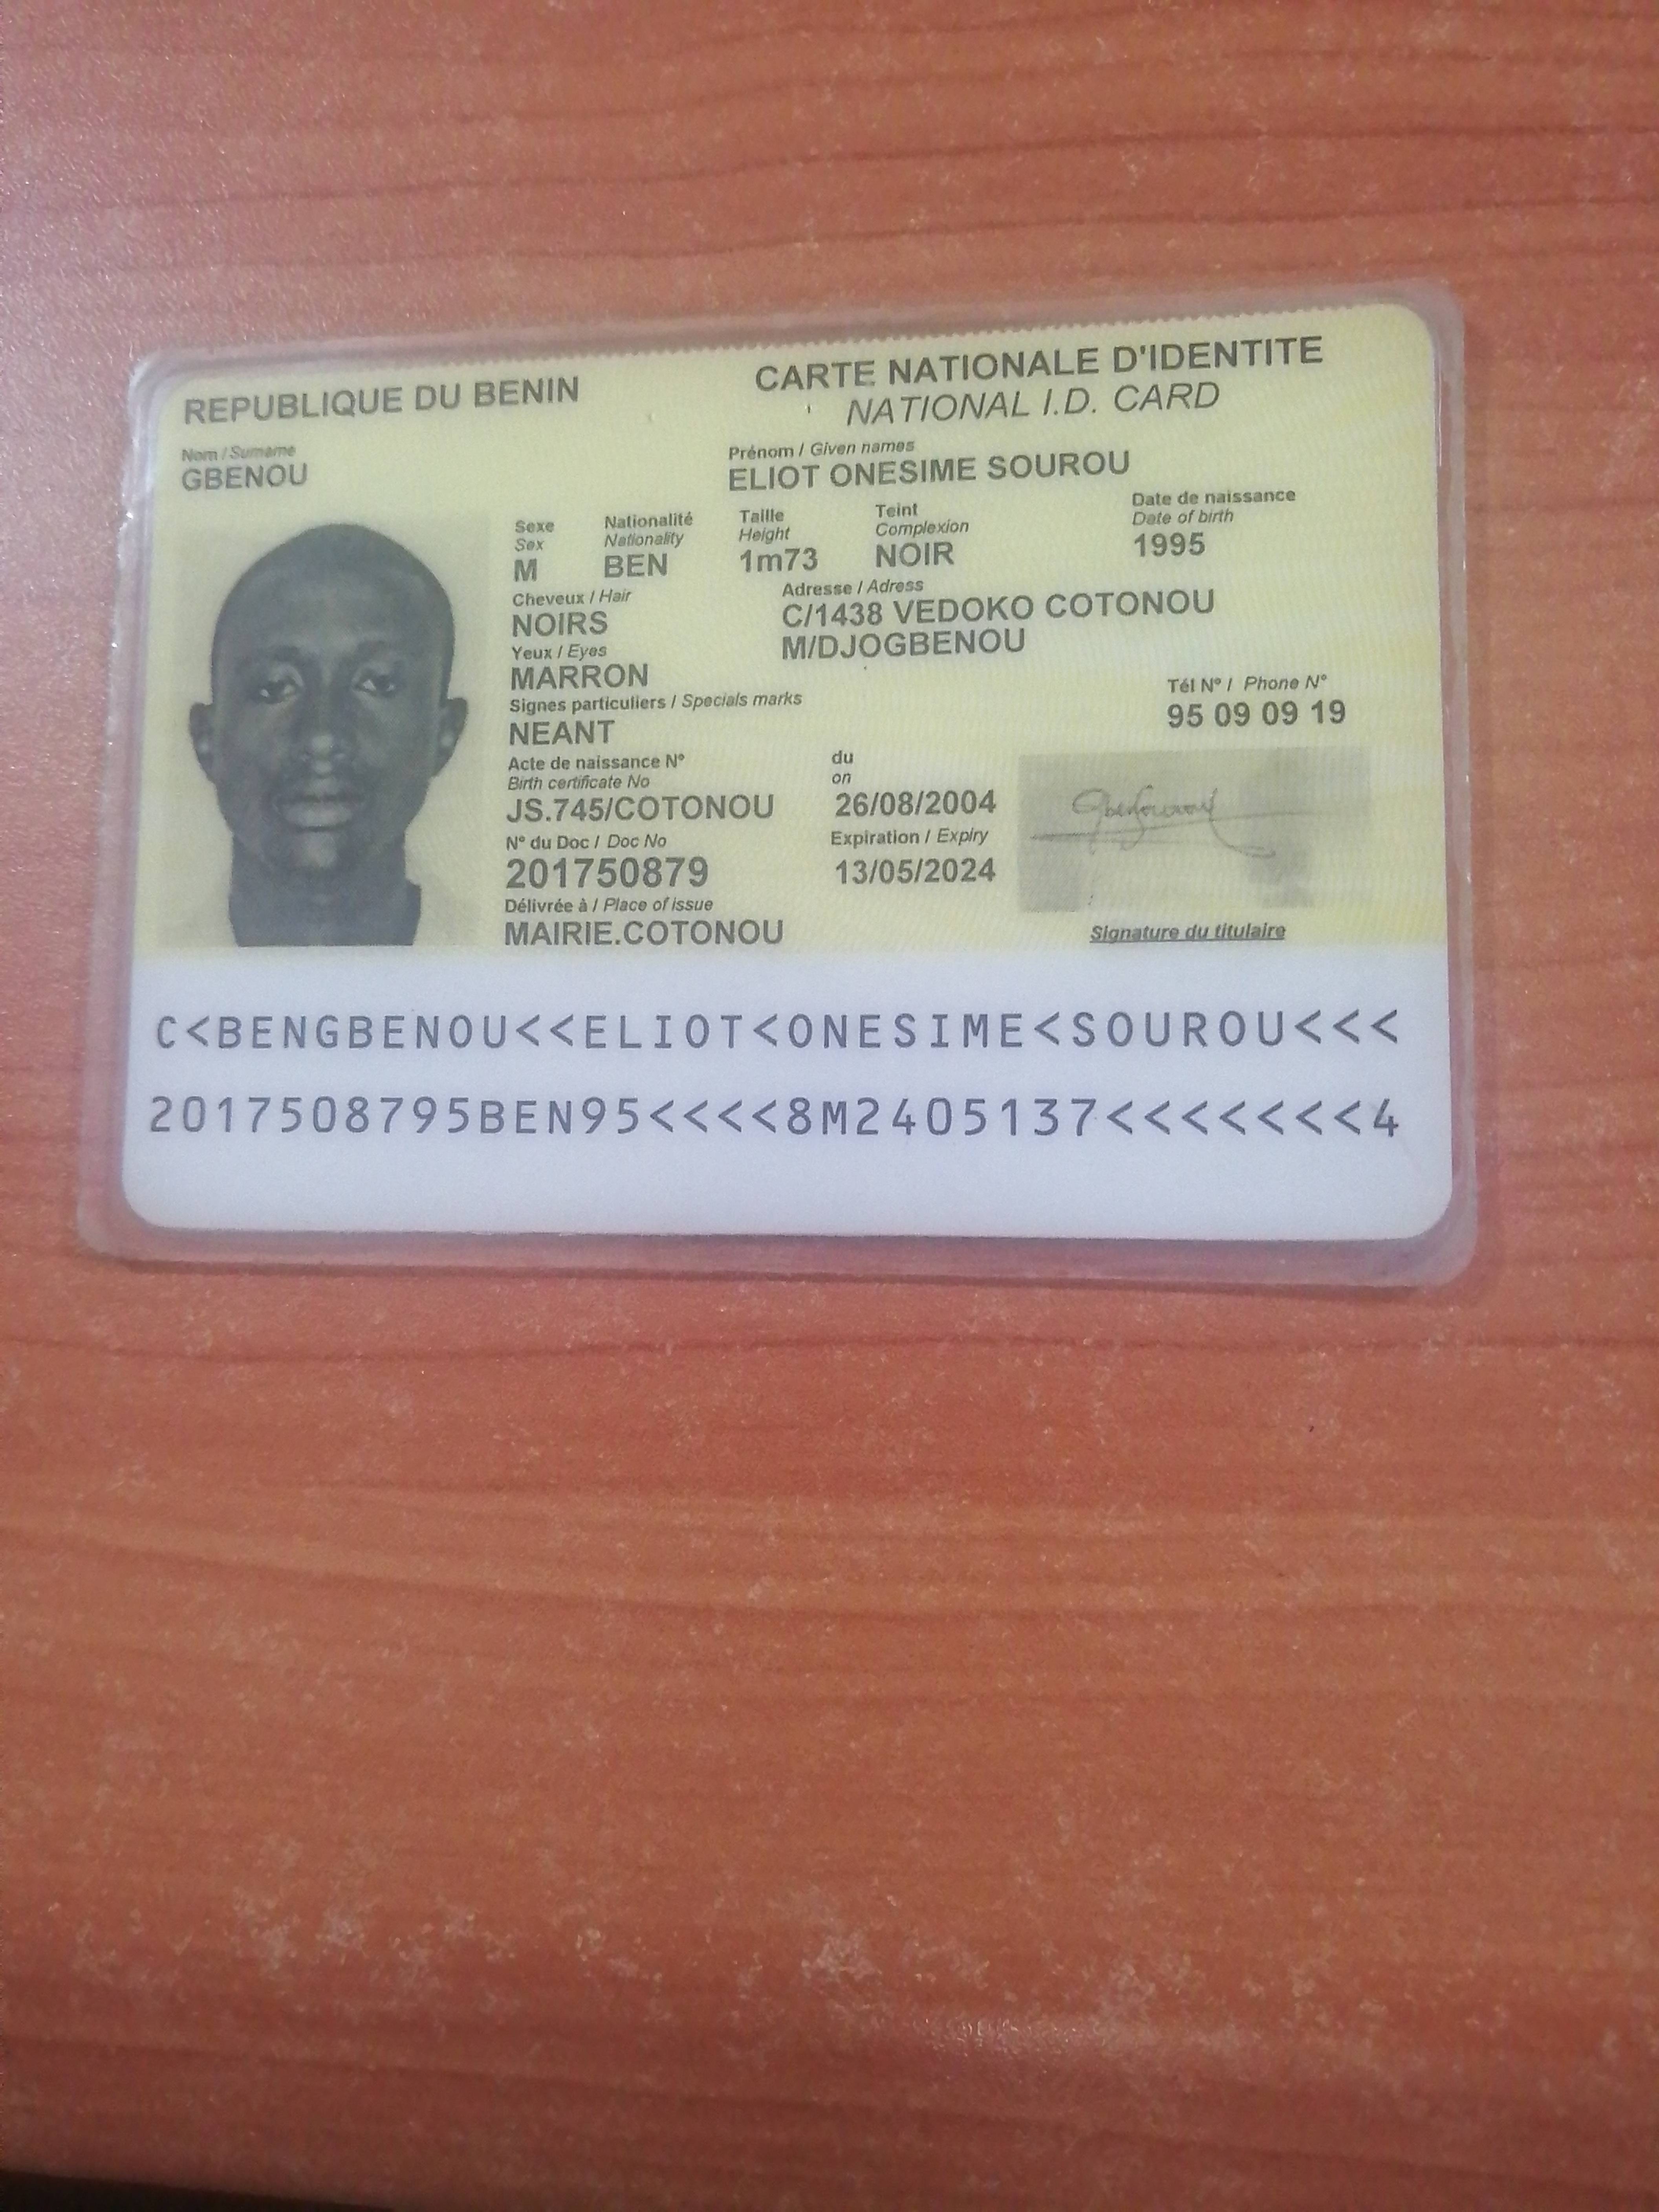 REPUBLIQUE DU BENIN
CARTE NATIONALE D'IDENTITE
NATIONAL I.D. CARD
Nom / Surname
GBENOU
Prénom / Given names
ELIOT ONESIME SOUROU
Sexe
Sex
M
Nationalité
Nationality
BEN
Taille
Height
1m73
Teint
Complexion
NOIR
Date de naissance
Date of birth
1995
Cheveux / Hair
NOIRS
Adresse / Adress
C/1438 VEDOKO COTONOU
M/DJOGBENOU
Yeux / Eyes
MARRON
Signes particuliers / Specials marks
NEANT
Tél N° / Phone N°
95 09 09 19
Acte de naissance N°
Birth certificate No
JS.745/COTONOU
du
on
26/08/2004
N° du Doc / Doc No
201750879
Expiration / Expiry
13/05/2024
Délivrée à / Place of issue
MAIRIE.COTONOU
Signature du titulaire
C<BENGBENOU<<ELIOT<ONESIME<SOUROU<<<
2017508795BEN95<<<<8M2405137<<<<<<<4